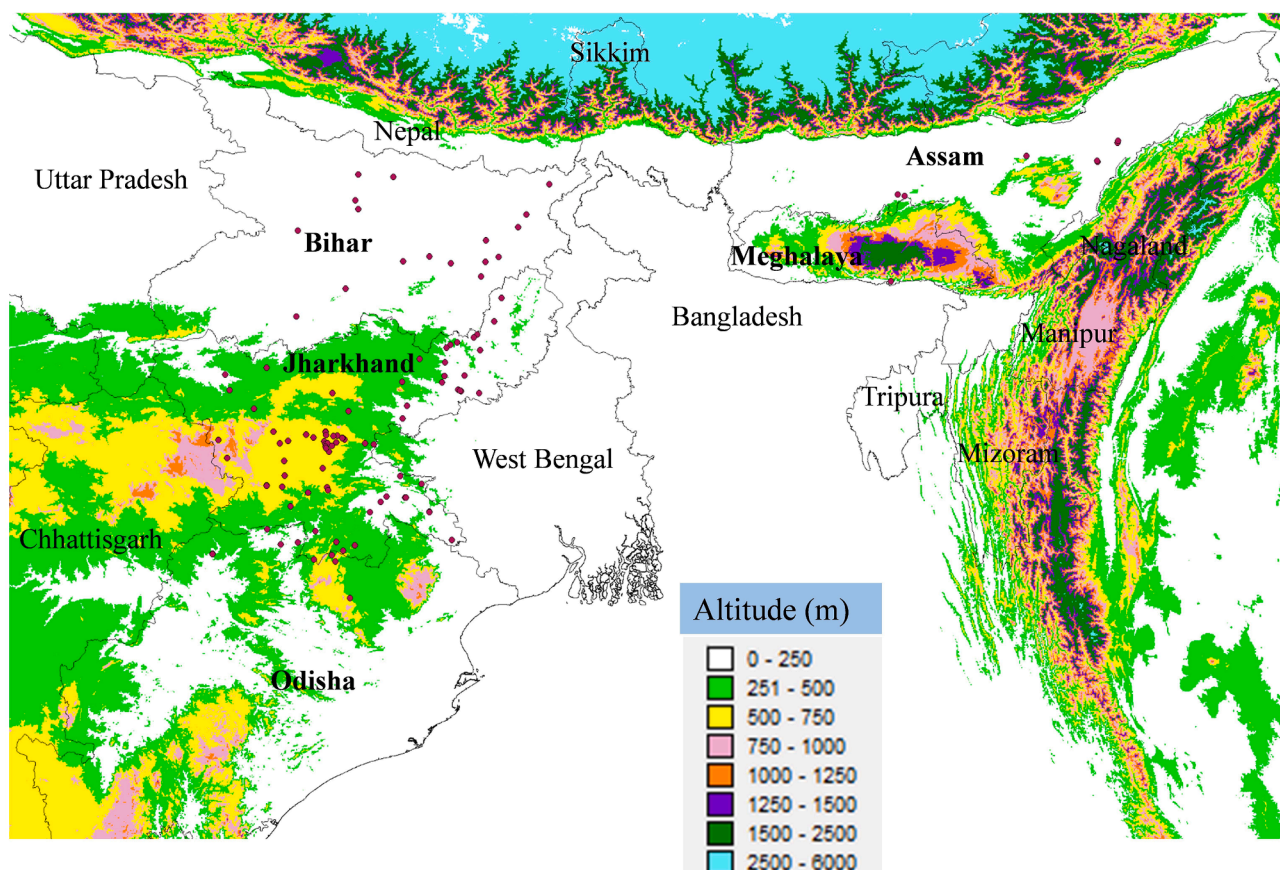 Sikkim
Nepal
Assam
Uttar Pradesh
Bihar
Nagaland
Meghalaya
Bangladesh
Manipur
Jharkhand
Tripura
Mizoram
West Bengal
Chhattisgarh
Odisha
Altitude (m)
0 - 250
251 - 500
500 - 750
750 - 1000
1000 - 1250
1250 - 1500
1500 - 2500
2500 - 6000